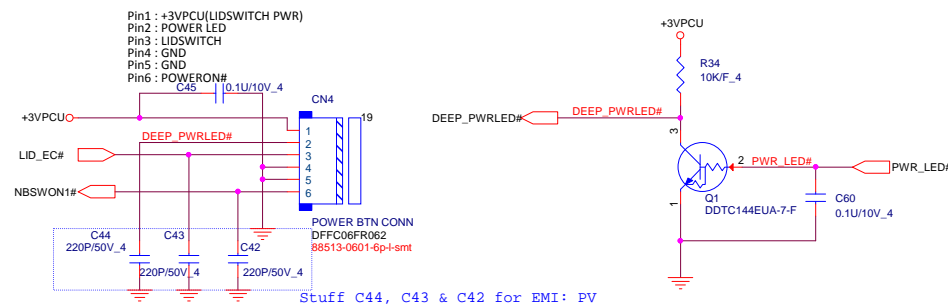 Pin1 : +3VPCU(LIDSWITCH PWR)
Pin2 : POWER LED
Pin3 : LIDSWITCH
Pin4 : GND
Pin5 : GND
Pin6 : POWERON#
C45
0.1U/10V_4
CN4
19
+3VPCU
DEEP_PWRLED#
LID_EC#
NBSWON1#
1
2
3
4
5
6
POWER BTN CONN
DFFC06FR062
88513-0601-6p-l-smt
C44
220P/50V_4
C43
220P/50V_4
C42
220P/50V_4
Stuff C44, C43 & C42 for EMI: PV
+3VPCU
R34
10K/F_4
DEEP_PWRLED#
DEEP_PWRLED#
3
2
PWR_LED#
PWR_LED#
1
Q1
DDTC144EUA-7-F
C60
0.1U/10V_4